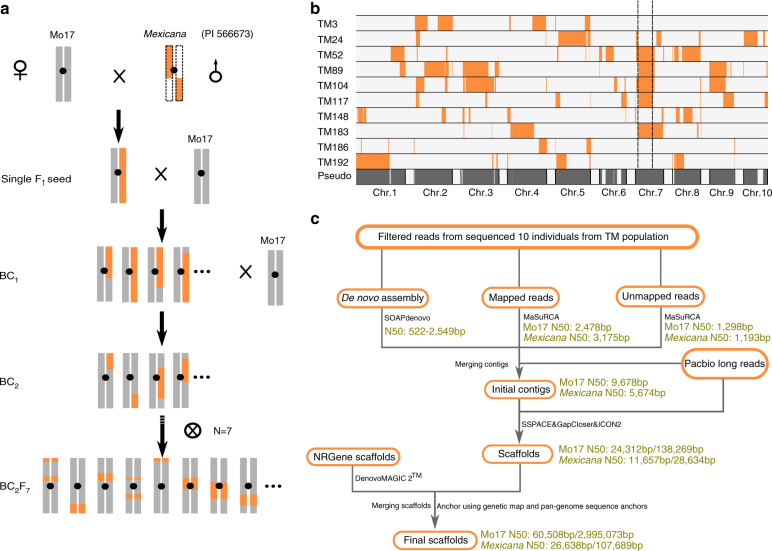 a
Mo17
Mexicana
(PI 566673)
Single F1 seed
Mo17
Mo17
BC1
BC2
N=7
BC2F7
b
TM3
TM24
TM52
TM89
TM104
TM117
TM148
TM183
TM186
TM192
Pseudo
Chr.1 Chr.2 Chr.3 Chr.4 Chr.5 Chr.6 Chr.7 Chr.8 Chr.9 Chr.10
c
Filtered reads from sequenced 10 individuals from TM population
De novo assembly
SOAPdenovo
N50: 522-2,549bp
Mapped reads
MaSuRCA
Mo17 N50: 2,478bp
Mexicana N50: 3,175bp
Unmapped reads
MaSuRCA
Mo17 N50: 1,298bp
Mexicana N50: 1,193bp
Merging contigs
Pacbio long reads
Initial contigs
Mo17 N50: 9,678bp
Mexicana N50: 5,674bp
SSPACE&GapCloser&ICON2
NRGene scaffolds
DenovoMAGIC 2TM
Scaffolds
Mo17 N50: 24,312bp/138,269bp
Mexicana N50: 11,657bp/28,634bp
Merging scaffolds
Anchor using genetic map and pan-genome sequence anchors
Final scaffolds
Mo17 N50: 60,508bp/2,995,073bp
Mexicana N50: 26,638bp/107,689bp